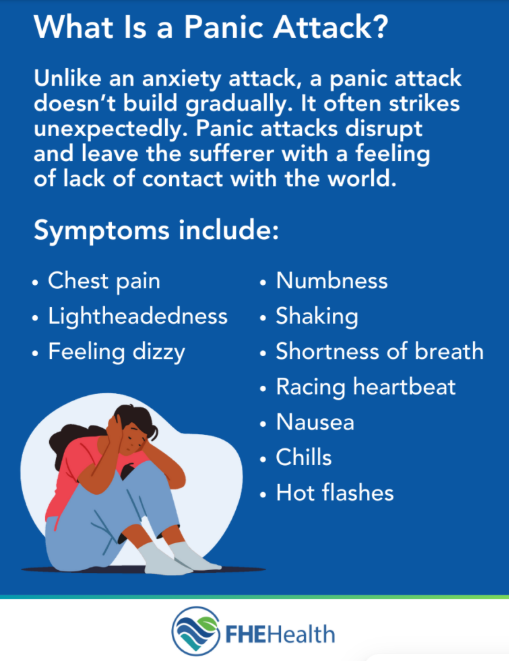 What Is a Panic Attack?
Unlike an anxiety attack, a panic attack
doesn't build gradually. It often strikes
unexpectedly. Panic attacks disrupt
and leave the sufferer with a feeling
of lack of contact with the world.
Symptoms include:
• Chest pain
• Lightheadedness
• Feeling dizzy
• Numbness
• Shaking
• Shortness of breath
• Racing heartbeat
• Nausea
• Chills
• Hot flashes
FHEHealth